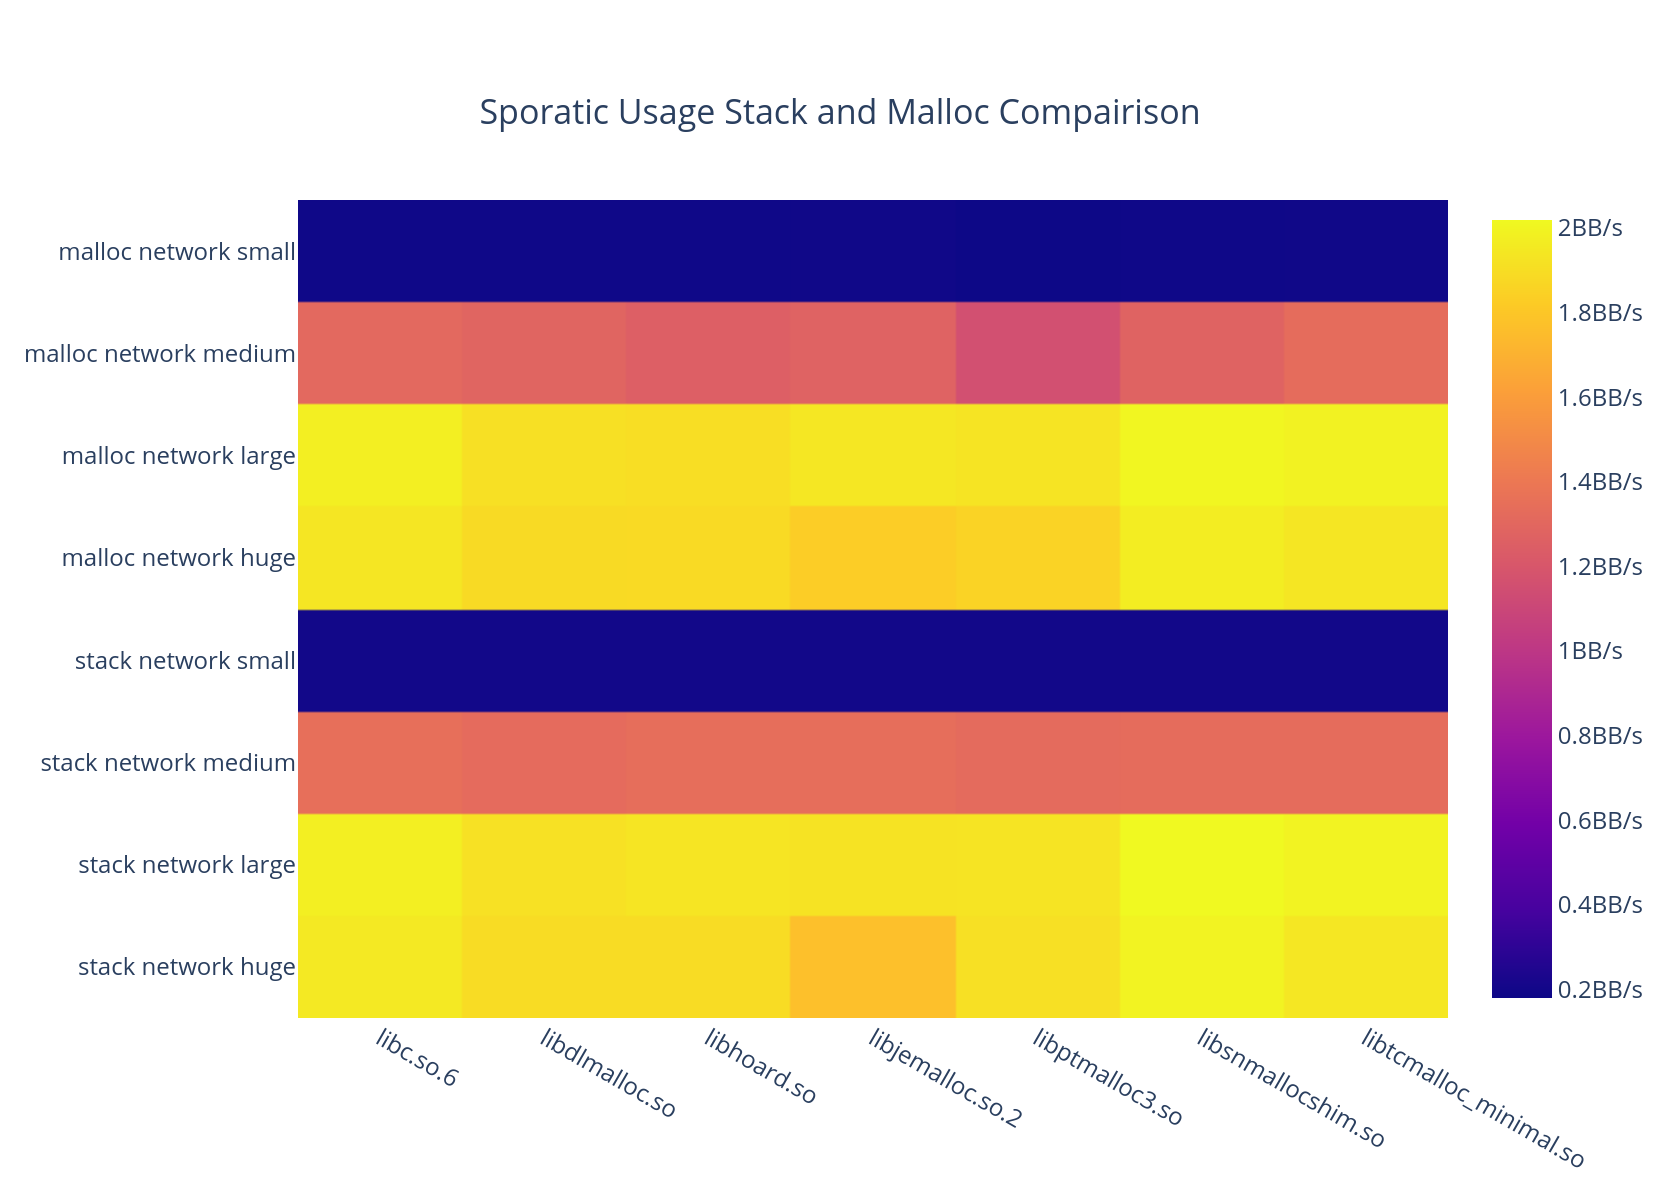 Sporatic Usage Stack and Malloc Compairison
malloc network small
malloc network medium
malloc network large
malloc network huge
stack network small
stack network medium
stack network large
stack network huge
libc.so.6
libdlmalloc.so
libhoard.so
libjemalloc.so.2
libptmalloc3.so
libsnmallocshim.so
libtcmalloc_minimal.so
2BB/s
1.8BB/s
1.6BB/s
1.4BB/s
1.2BB/s
1BB/s
0.8BB/s
0.6BB/s
0.4BB/s
0.2BB/s